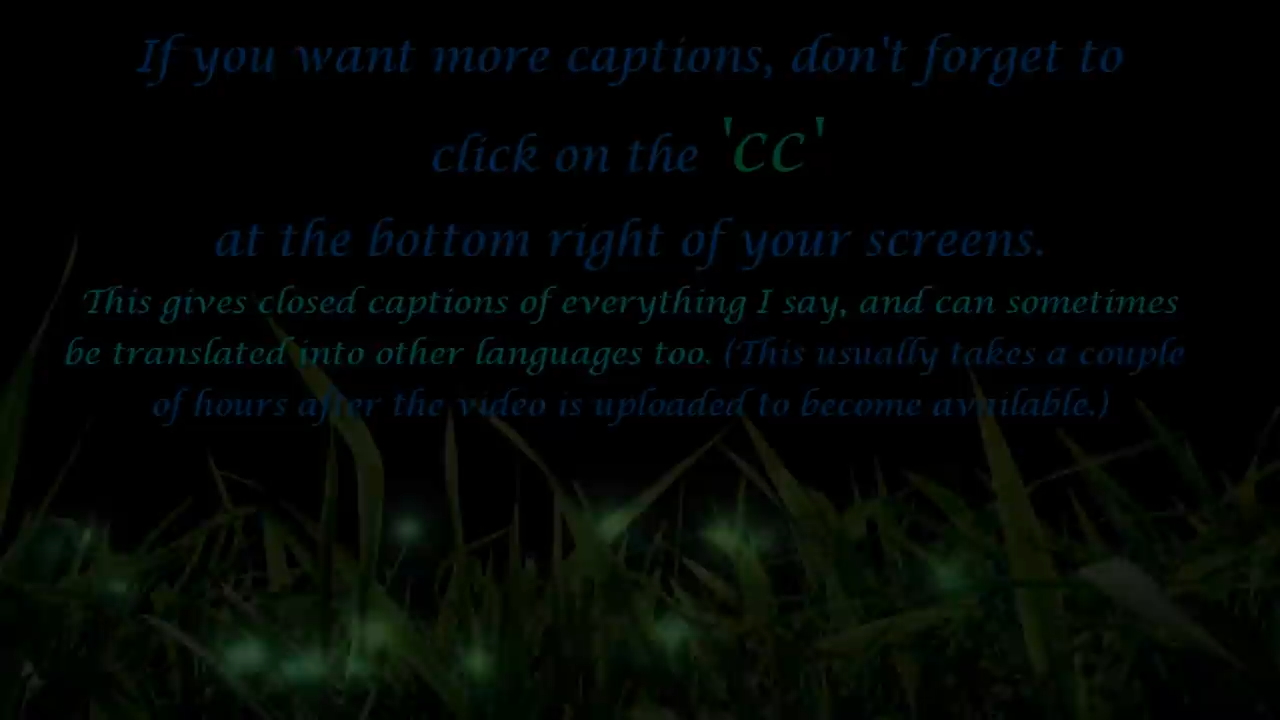 If you want more captions, don't forget to
click on the 'cc'
at the bottom right of your screens.
This gives closed captions of everything I say, and can sometimes
be translated into other languages too. (This usually takes a couple
of hours after the video is uploaded to become available.)